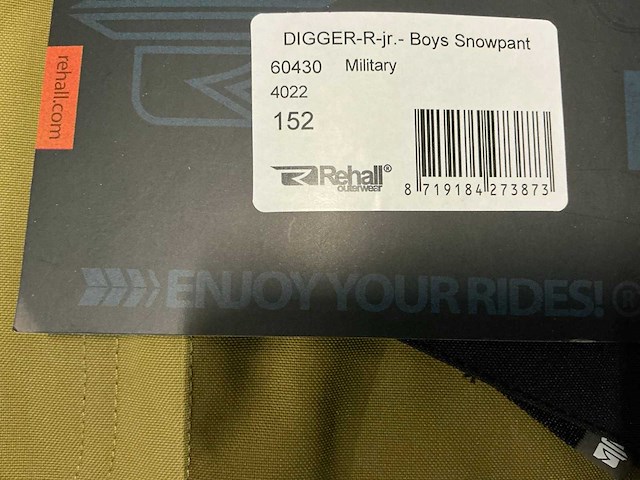 DIGGER-R-jr.- Boys Snowpant
60430 Military
4022
152
Rehall®
outerwear
8 719184 273873
rehall.com
ENJOY YOUR RIDES! ®